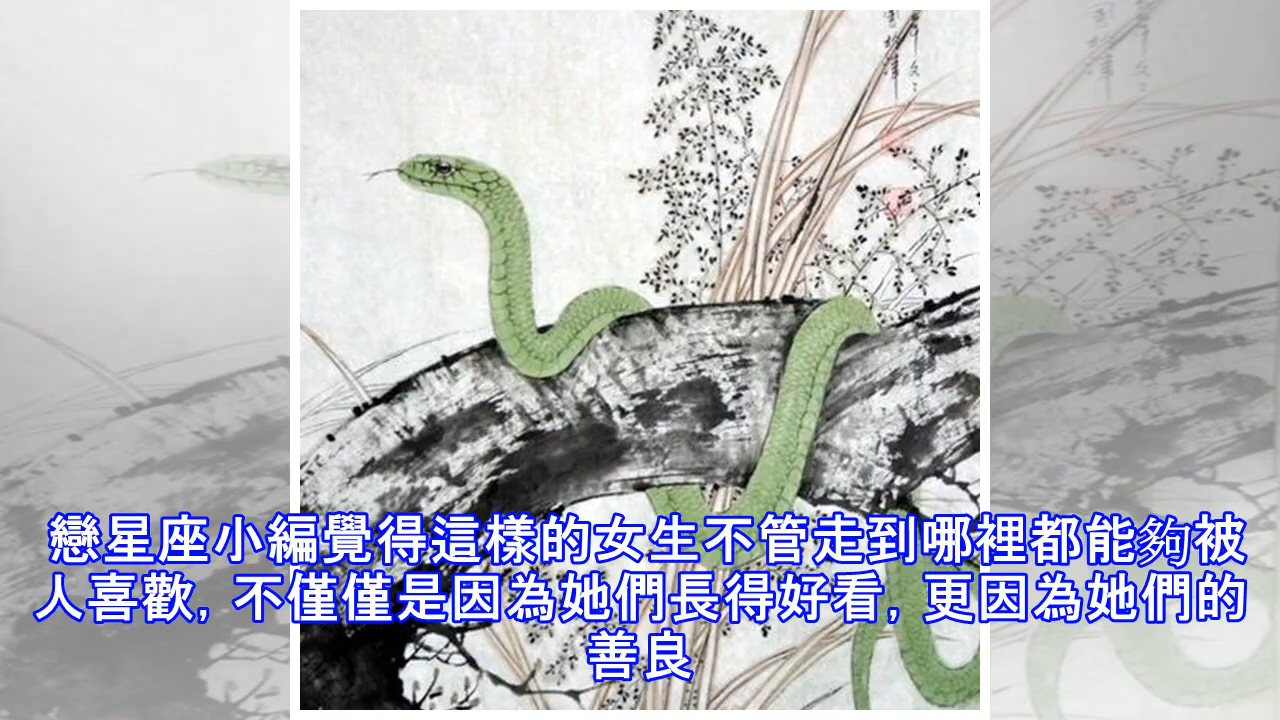 戀星座小編覺得這樣的女生不管走到哪裡都能夠被
人喜歡, 不僅僅是因為她們長得好看, 更因為她們的
善良